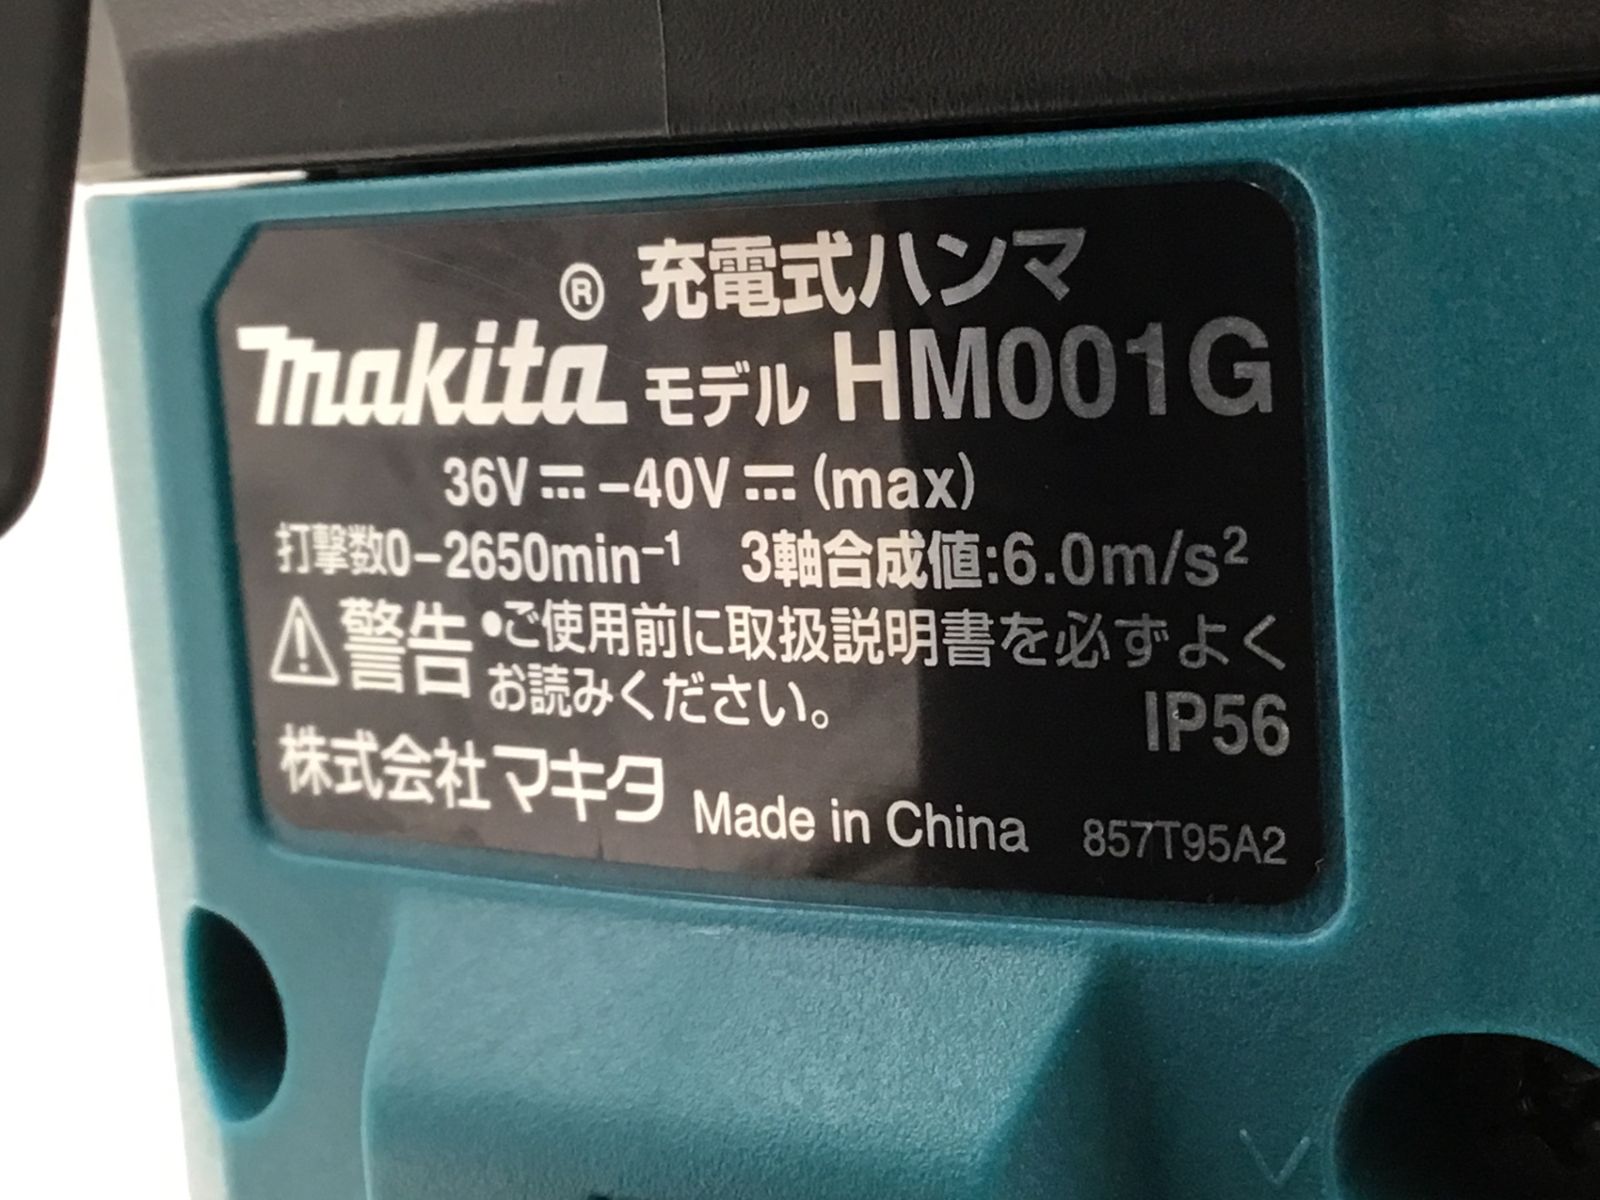 充電式ハンマ
makita® モデル HM001G
36V⎓-40V⎓(max)
打撃数0-2650min⁻¹ 3軸合成値:6.0m/s²
⚠警告 •ご使用前に取扱説明書を必ずよく
お読みください。
IP56
株式会社マキタ Made in China 857T95A2